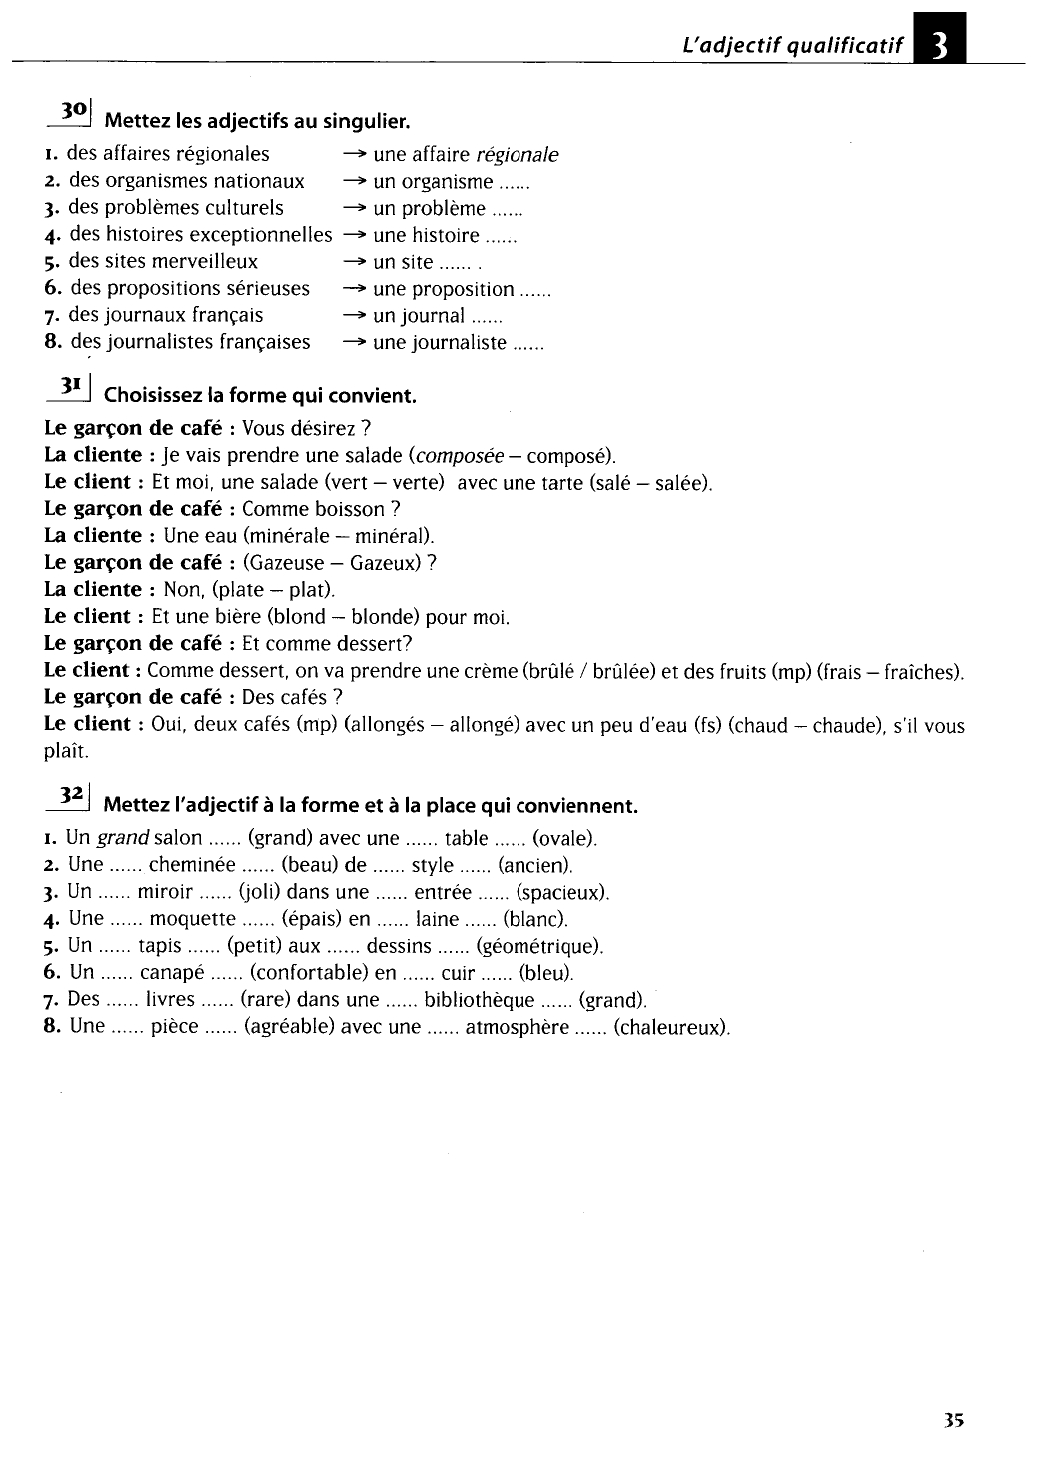 L'adjectif qualificatif 3
30 Mettez les adjectifs au singulier.
1. des affaires régionales → une affaire régionale
2. des organismes nationaux → un organisme ......
3. des problèmes culturels → un problème ......
4. des histoires exceptionnelles → une histoire ......
5. des sites merveilleux → un site ...... .
6. des propositions sérieuses → une proposition ......
7. des journaux français → un journal ......
8. des journalistes françaises → une journaliste ......
31 Choisissez la forme qui convient.
Le garçon de café : Vous désirez ?
La cliente : Je vais prendre une salade (composée – composé).
Le client : Et moi, une salade (vert – verte) avec une tarte (salé – salée).
Le garçon de café : Comme boisson ?
La cliente : Une eau (minérale – minéral).
Le garçon de café : (Gazeuse – Gazeux) ?
La cliente : Non, (plate – plat).
Le client : Et une bière (blond – blonde) pour moi.
Le garçon de café : Et comme dessert?
Le client : Comme dessert, on va prendre une crème (brûlé / brûlée) et des fruits (mp) (frais – fraîches).
Le garçon de café : Des cafés ?
Le client : Oui, deux cafés (mp) (allongés – allongé) avec un peu d'eau (fs) (chaud – chaude), s'il vous
plaît.
32 Mettez l'adjectif à la forme et à la place qui conviennent.
1. Un grand salon ...... (grand) avec une ...... table ...... (ovale).
2. Une ...... cheminée ...... (beau) de ...... style ...... (ancien).
3. Un ...... miroir ...... (joli) dans une ...... entrée ...... (spacieux).
4. Une ...... moquette ...... (épais) en ...... laine ...... (blanc).
5. Un ...... tapis ...... (petit) aux ...... dessins ...... (géométrique).
6. Un ...... canapé ...... (confortable) en ...... cuir ...... (bleu).
7. Des ...... livres ...... (rare) dans une ...... bibliothèque ...... (grand).
8. Une ...... pièce ...... (agréable) avec une ...... atmosphère ...... (chaleureux).
35